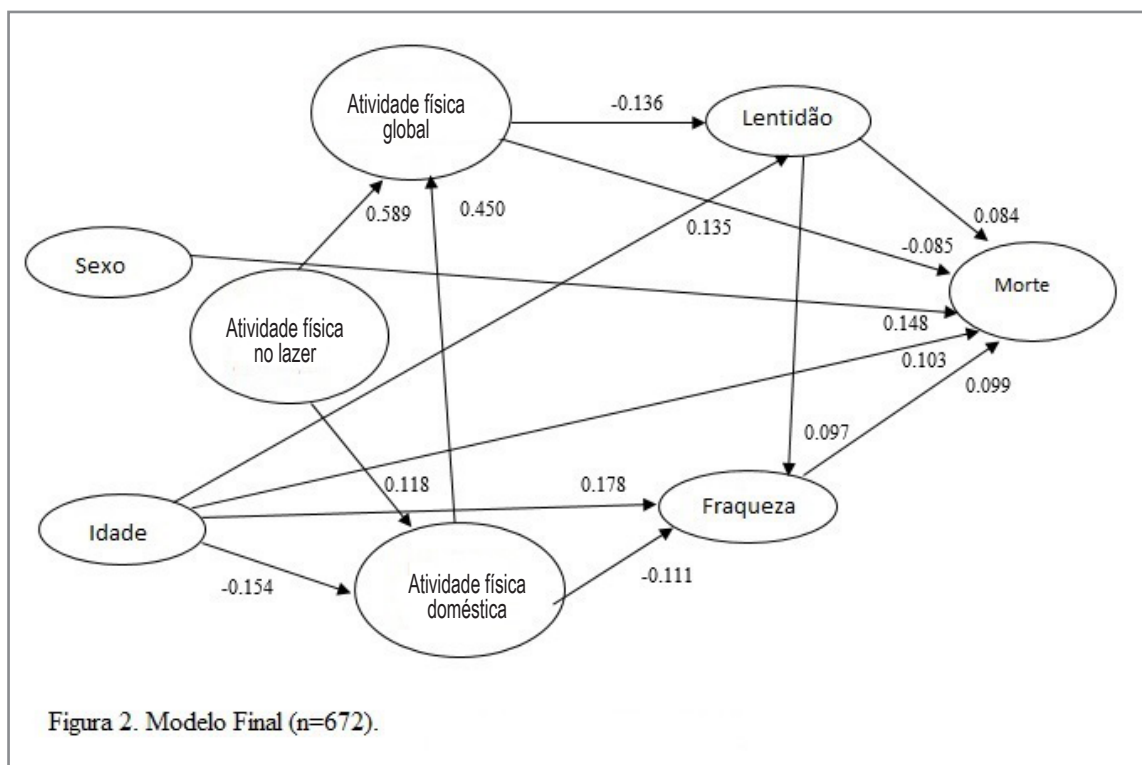 Atividade física
global
-0.136
Lentidão
0.589
0.450
0.135
0.084
-0.085
Sexo
Morte
Atividade física
no lazer
0.148
0.103
0.099
0.118
0.178
0.097
Fraqueza
Idade
-0.154
Atividade física
doméstica
-0.111
Figura 2. Modelo Final (n=672).